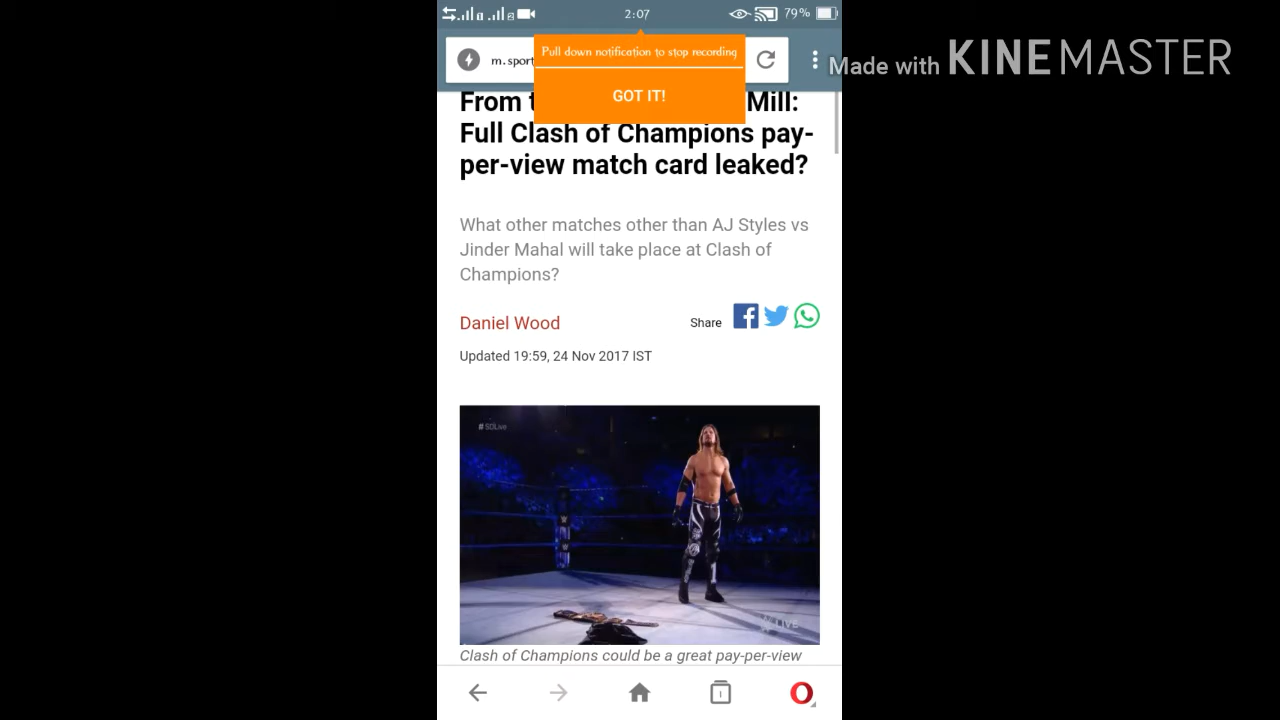 2:07
79%
Made with KINEMASTER
m.sport
Pull down notification to stop recording
GOT IT!
From t Mill:
Full Clash of Champions pay-
per-view match card leaked?
What other matches other than AJ Styles vs
Jinder Mahal will take place at Clash of
Champions?
Daniel Wood
Share
Updated 19:59, 24 Nov 2017 IST
#SDLive
LIVE
Clash of Champions could be a great pay-per-view